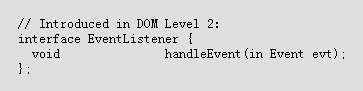 // Introduced in DOM Level 2:
interface EventListener {
  void               handleEvent(in Event evt);
};